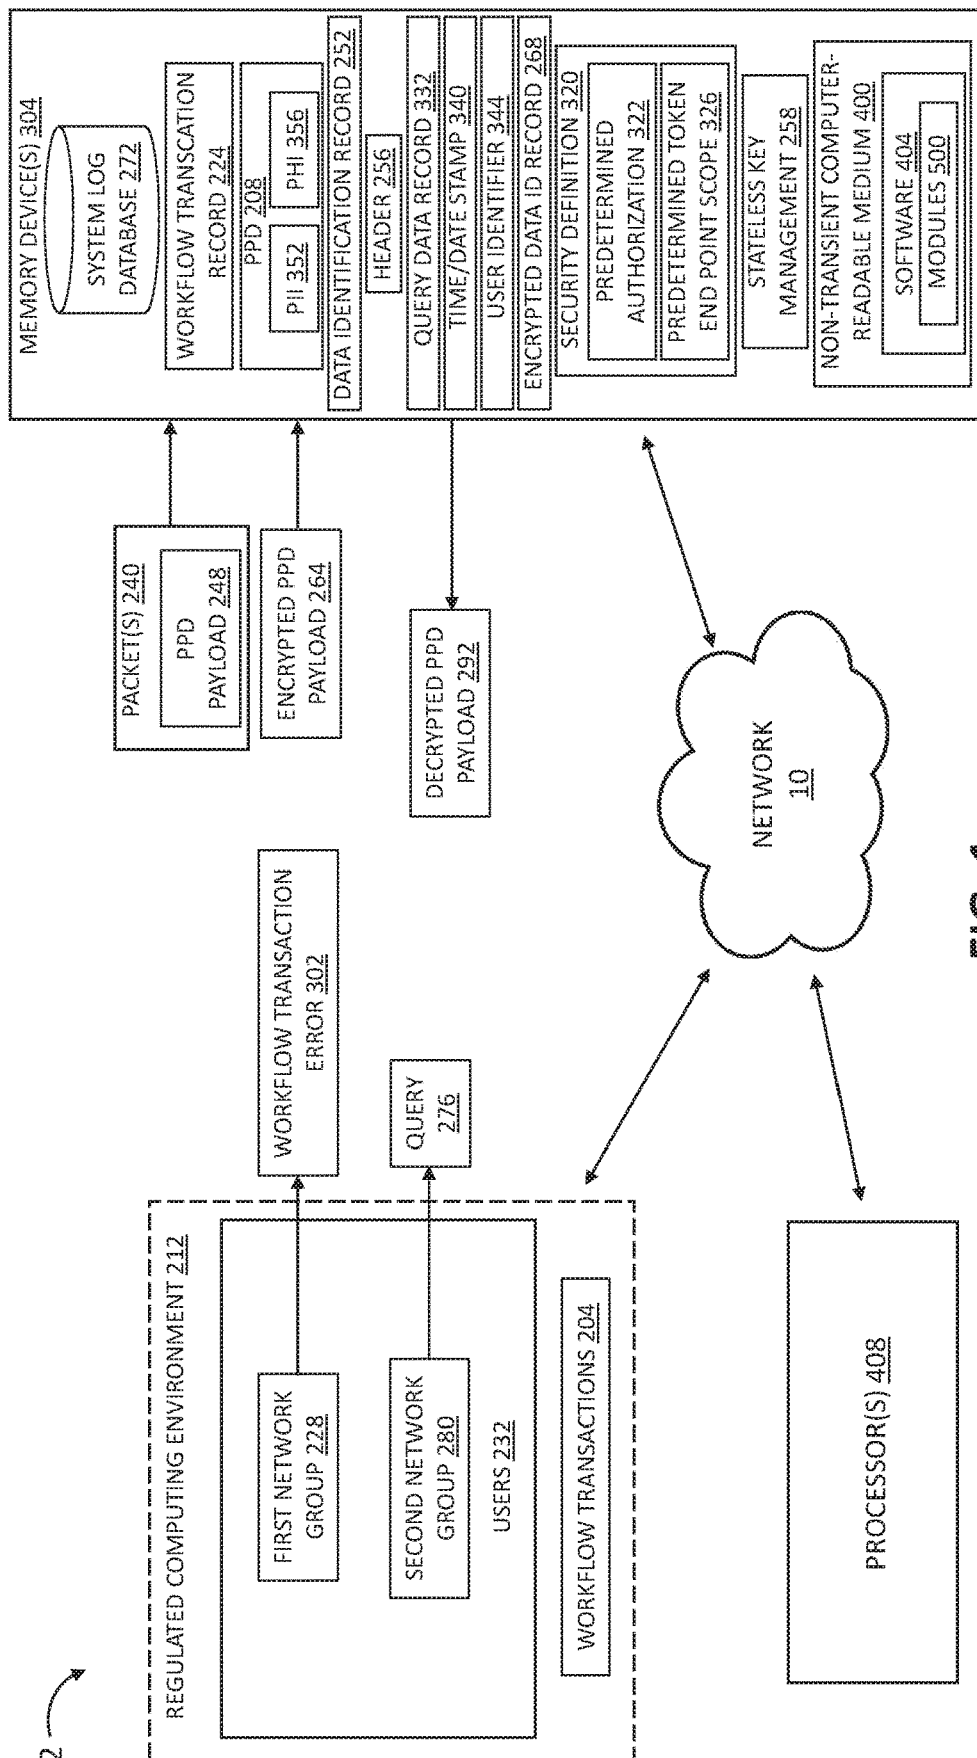 2
REGULATED COMPUTING ENVIRONMENT 212
FIRST NETWORK
GROUP 228
SECOND NETWORK
GROUP 280
USERS 232
WORKFLOW TRANSACTIONS 204
PROCESSOR(S) 408
WORKFLOW TRANSACTION
ERROR 302
QUERY
276
NETWORK
10
PACKET(S) 240
PPD
PAYLOAD 248
ENCRYPTED PPD
PAYLOAD 264
DECRYPTED PPD
PAYLOAD 292
MEMORY DEVICE(S) 304
SYSTEM LOG
DATABASE 272
WORKFLOW TRANSCATION
RECORD 224
PPD 208
PII 352
PHI 356
DATA IDENTIFICATION RECORD 252
HEADER 256
QUERY DATA RECORD 332
TIME/DATE STAMP 340
USER IDENTIFIER 344
ENCRYPTED DATA ID RECORD 268
SECURITY DEFINITION 320
PREDETERMINED
AUTHORIZATION 322
PREDETERMINED TOKEN
END POINT SCOPE 326
STATELESS KEY
MANAGEMENT 258
NON-TRANSIENT COMPUTER-
READABLE MEDIUM 400
SOFTWARE 404
MODULES 500